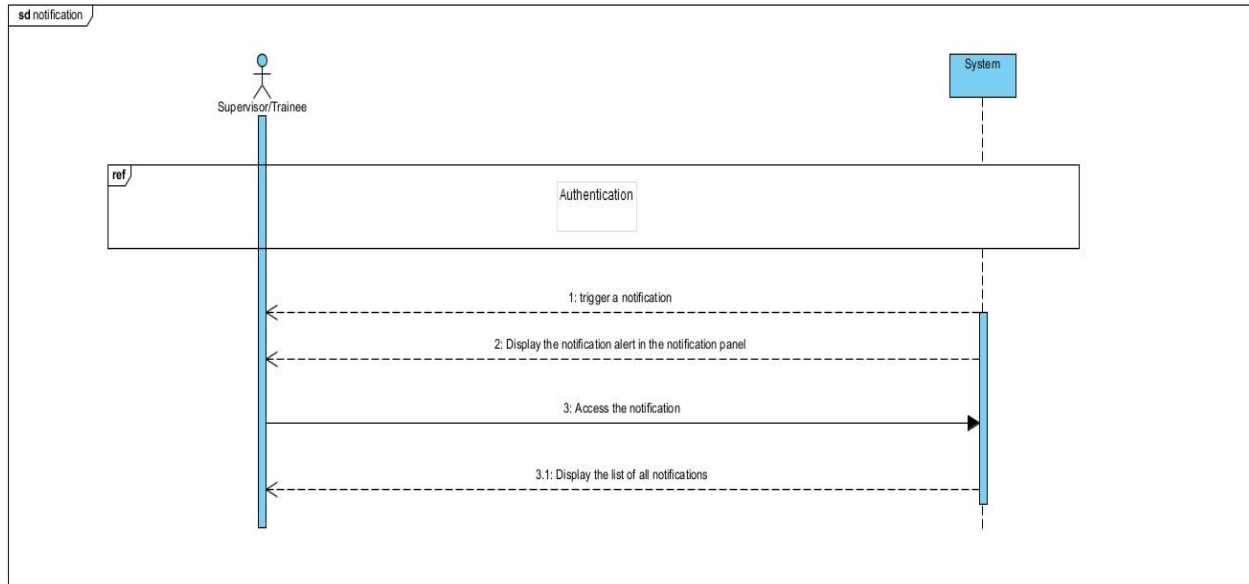 sd notification
System
Supervisor/Trainee
ref
Authentication
1: trigger a notification
2: Display the notification alert in the notification panel
3: Access the notification
3.1: Display the list of all notifications